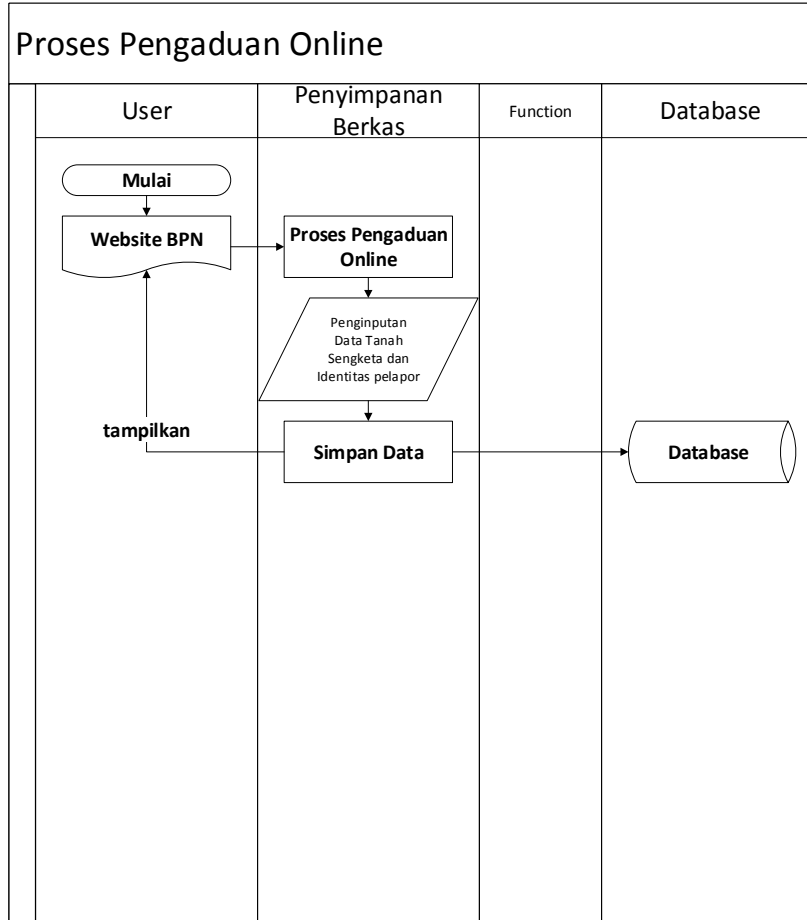 Proses Pengaduan Online
User
Penyimpanan
Berkas
Function
Database
Mulai
Website BPN
Proses Pengaduan
Online
Penginputan
Data Tanah
Sengketa dan
Identitas pelapor
tampilkan
Simpan Data
Database